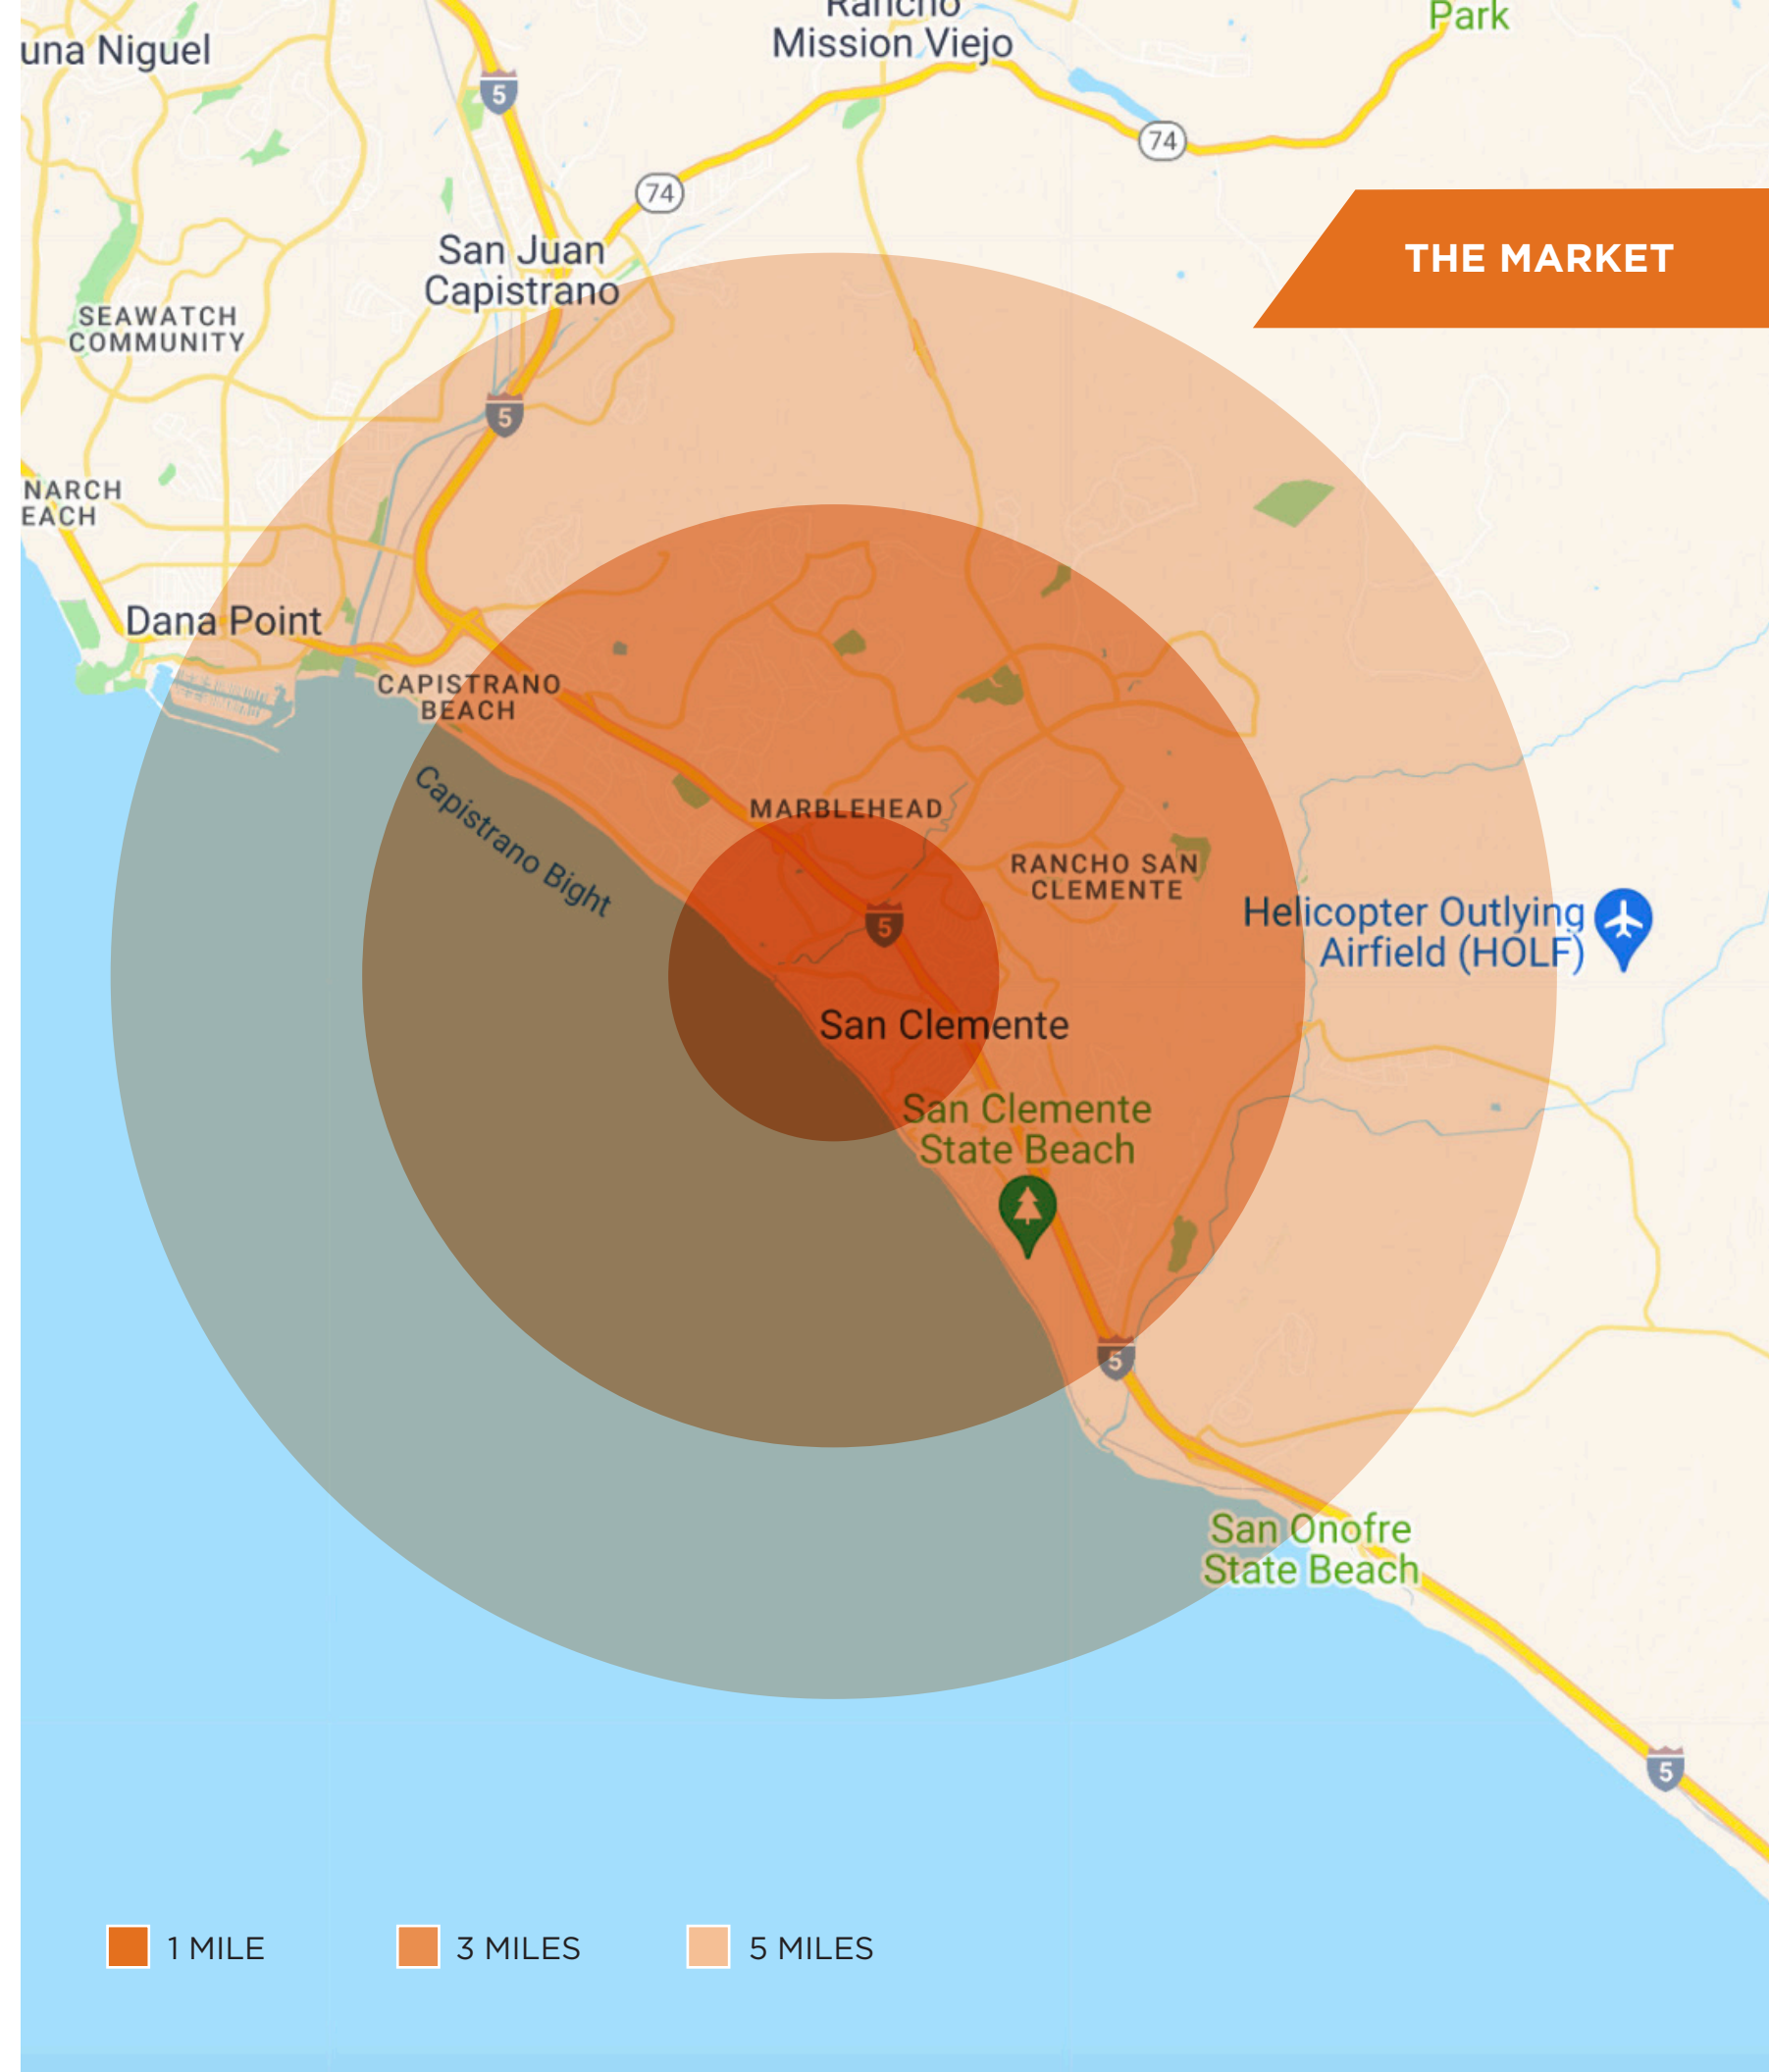 Rancho
Mission Viejo
Park
una Niguel
5
74
74
THE MARKET
San Juan
Capistrano
SEAWATCH
COMMUNITY
5
NARCH
EACH
Dana Point
CAPISTRANO
BEACH
Capistrano Bight
MARBLEHEAD
RANCHO SAN
CLEMENTE
5
Helicopter Outlying
Airfield (HOLF)
San Clemente
San Clemente
State Beach
5
San Onofre
State Beach
5
1 MILE
3 MILES
5 MILES